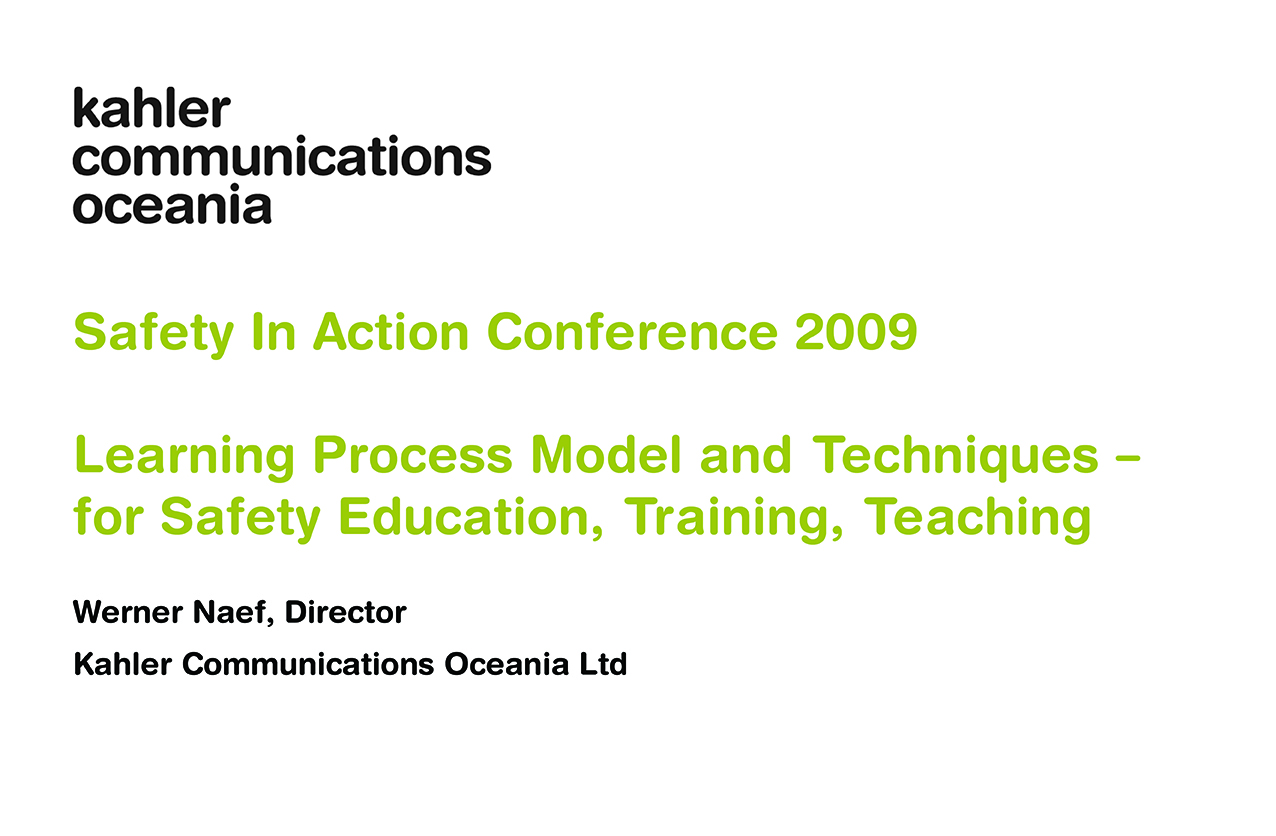 kahler
communications
oceania
Safety In Action Conference 2009
Learning Process Model and Techniques –
for Safety Education, Training, Teaching
Werner Naef, Director
Kahler Communications Oceania Ltd